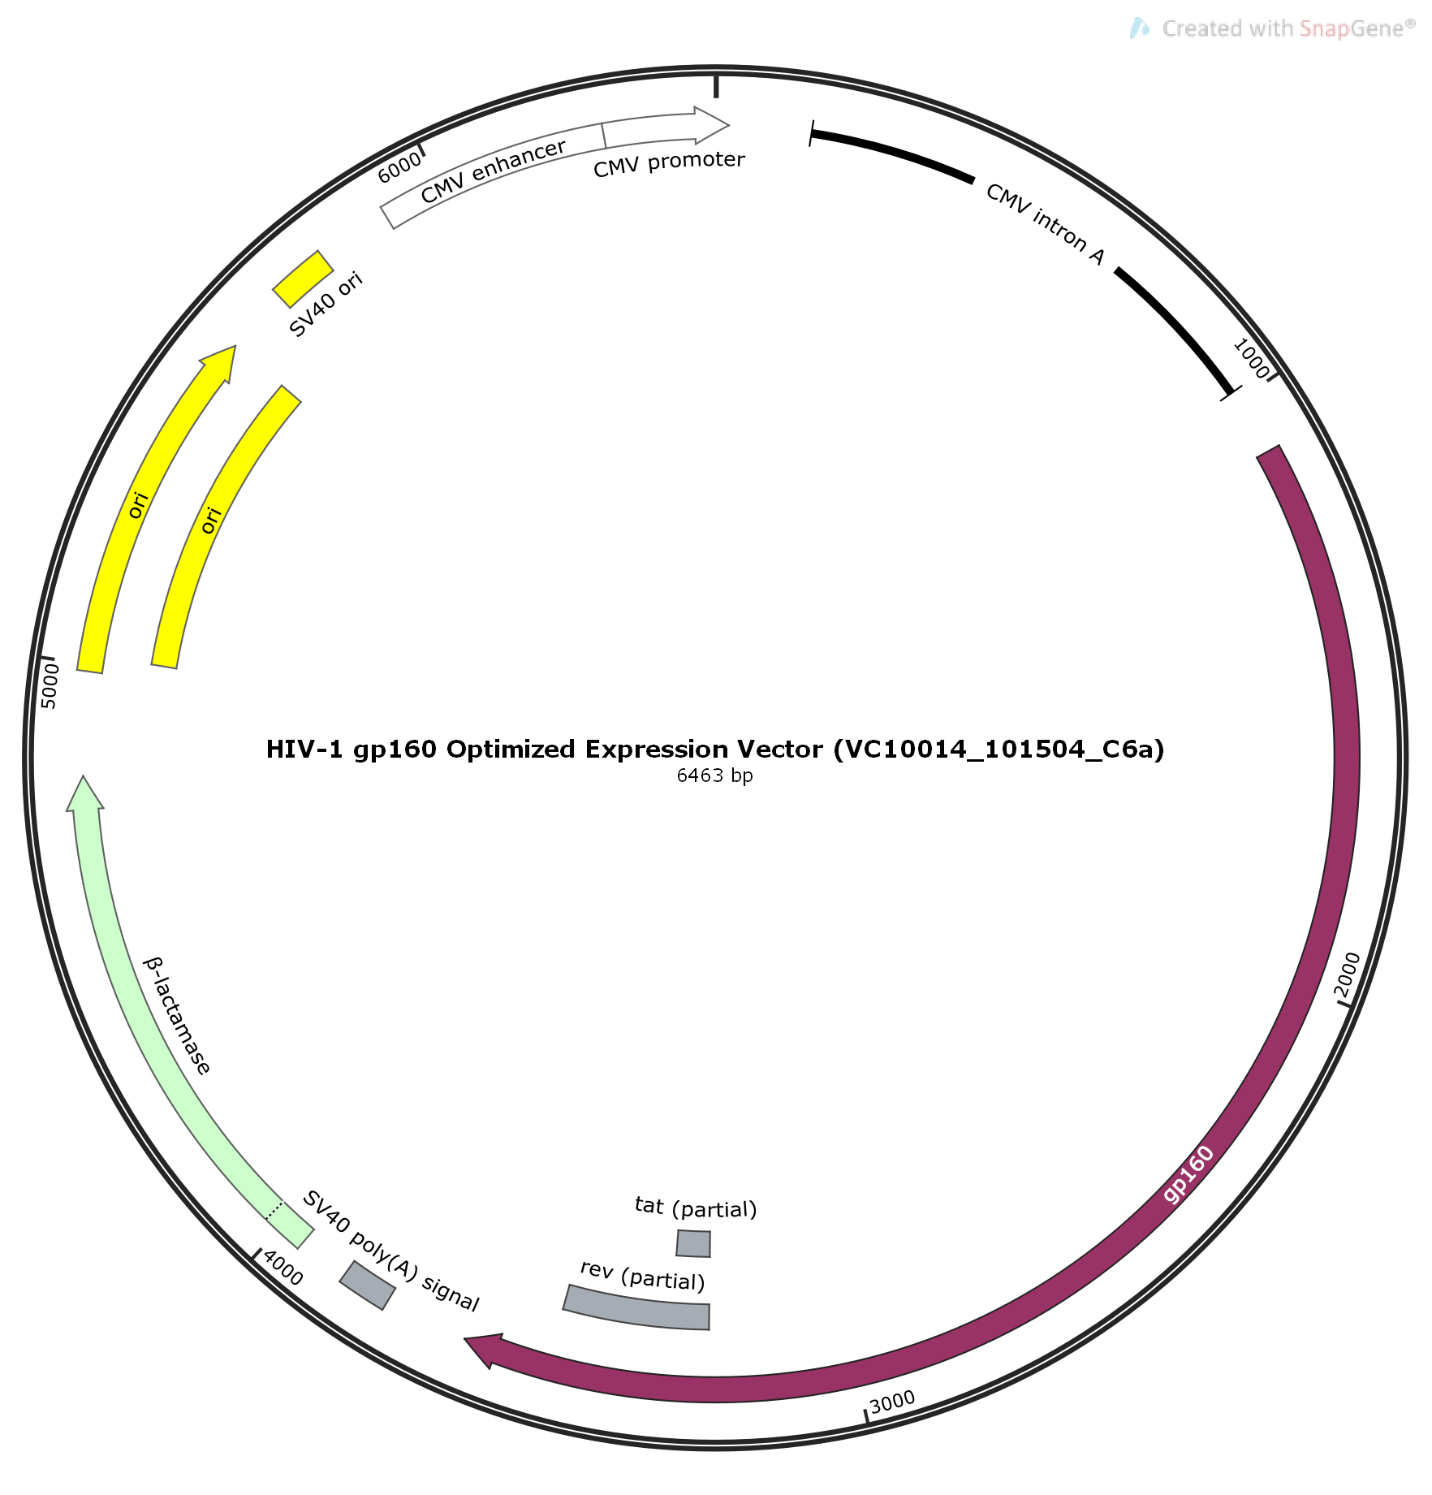 Created with SnapGene®
6000
CMV enhancer
CMV promoter
CMV intron A
SV40 ori
1000
ori
ori
5000
HIV-1 gp160 Optimized Expression Vector (VC10014_101504_C6a)
6463 bp
β-lactamase
2000
gp160
SV40 poly(A) signal
tat (partial)
rev (partial)
4000
3000